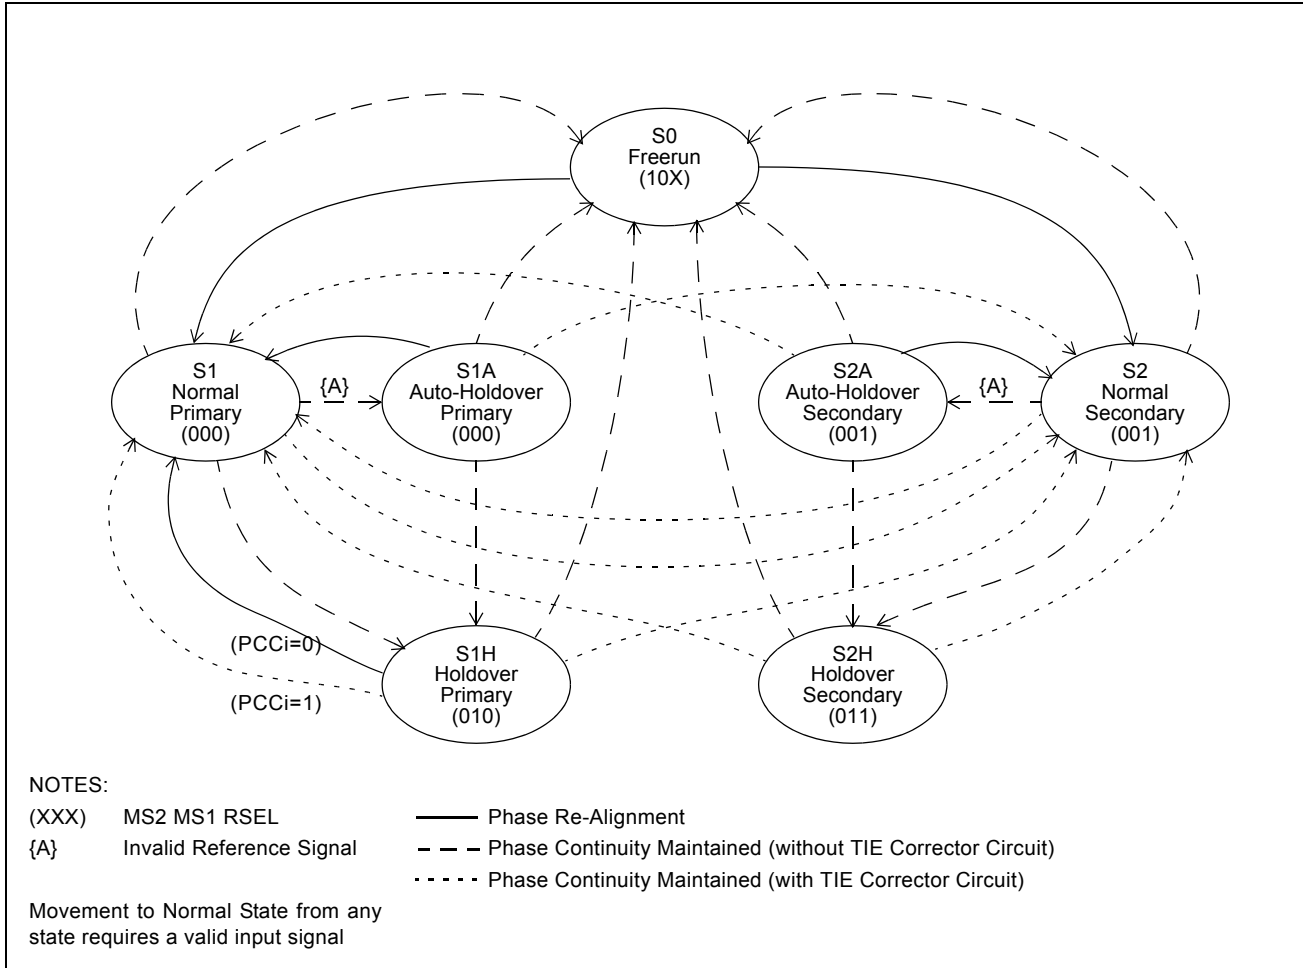 S0
Freerun
(10X)
S1
Normal
Primary
(000)
{A}
S1A
Auto-Holdover
Primary
(000)
S2A
Auto-Holdover
Secondary
(001)
{A}
S2
Normal
Secondary
(001)
(PCCi=0)
(PCCi=1)
S1H
Holdover
Primary
(010)
S2H
Holdover
Secondary
(011)
NOTES:
(XXX) MS2 MS1 RSEL
{A} Invalid Reference Signal
Phase Re-Alignment
Phase Continuity Maintained (without TIE Corrector Circuit)
Phase Continuity Maintained (with TIE Corrector Circuit)
Movement to Normal State from any
state requires a valid input signal